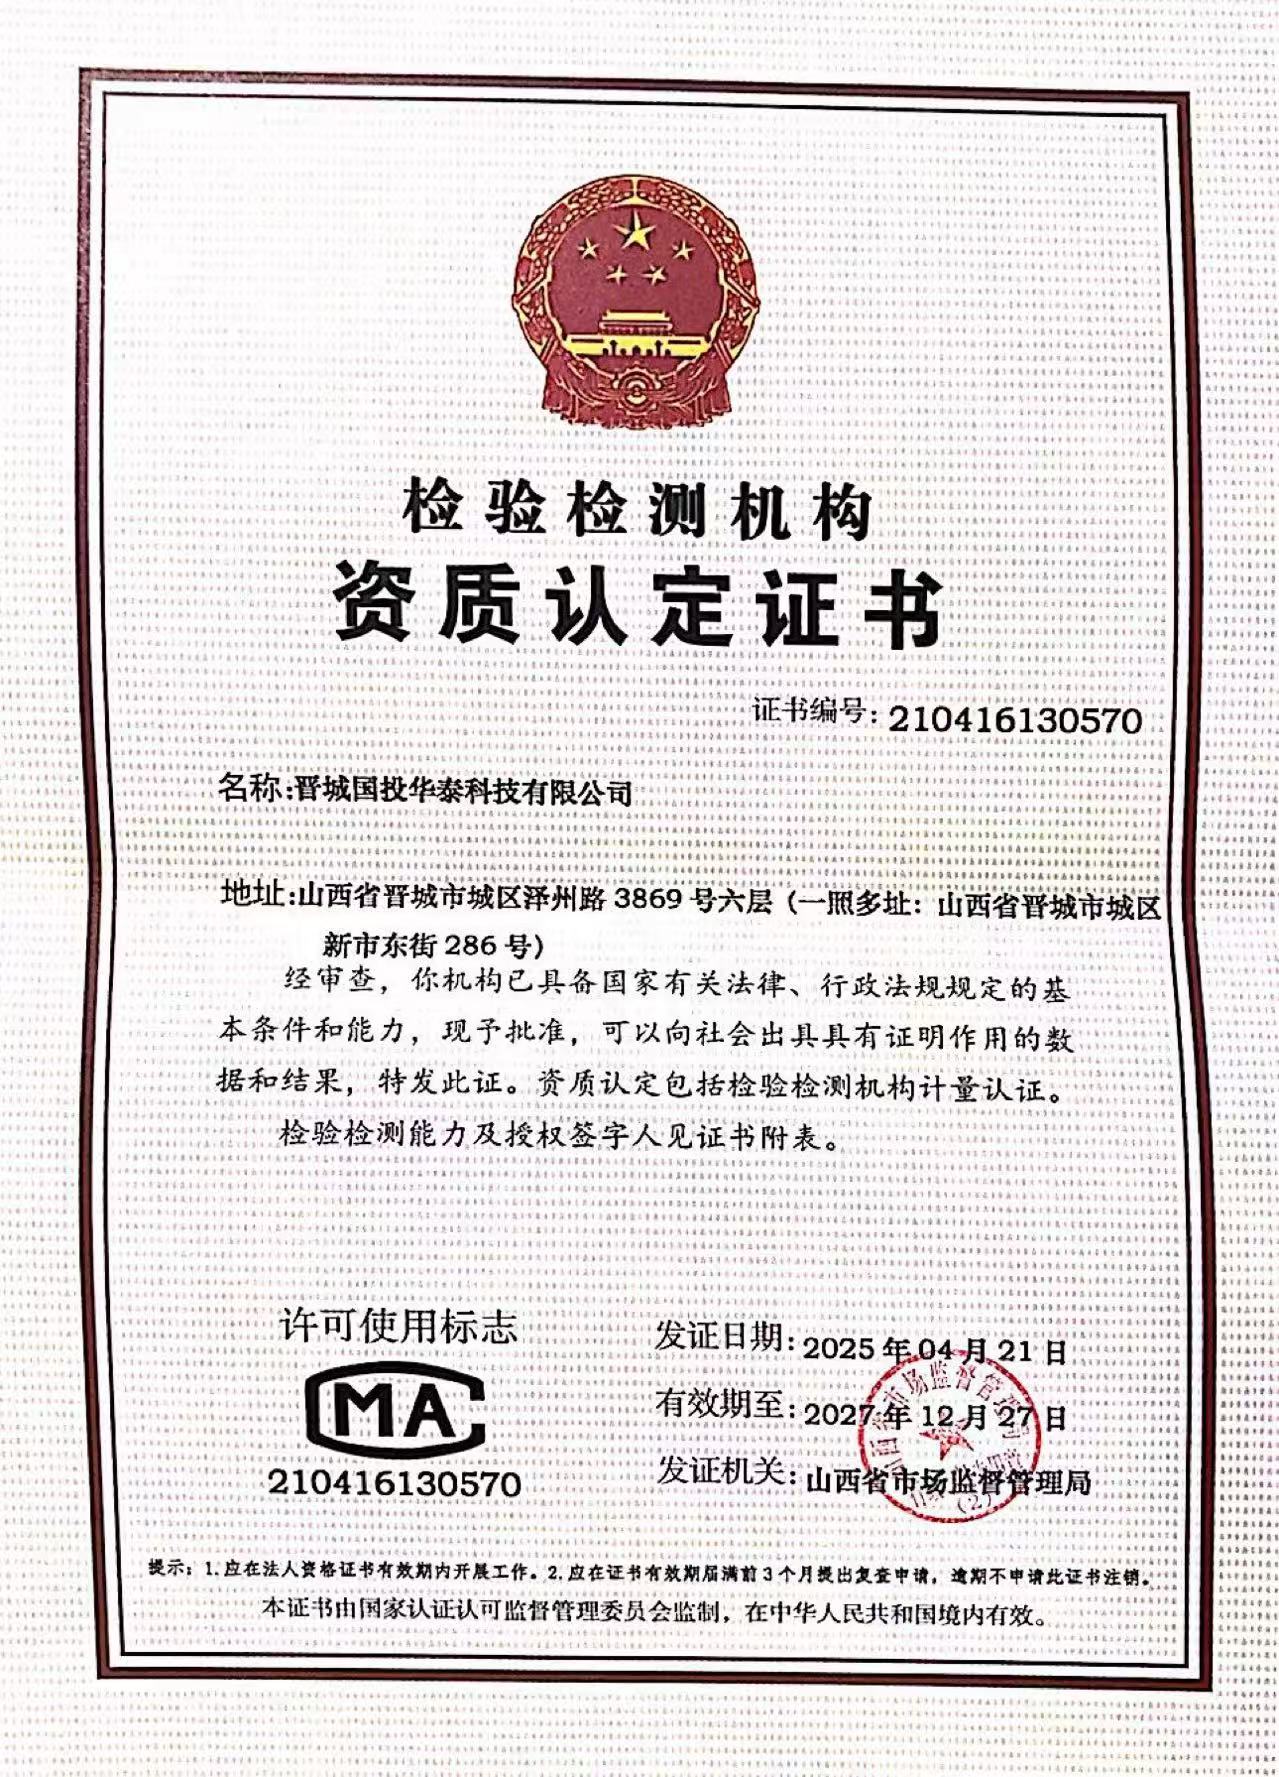 检验检测机构
资质认定证书
证书编号：210416130570
名称：晋城国投华泰科技有限公司
地址：山西省晋城市城区泽州路 3869 号六层（一照多址：山西省晋城市城区
新市东街 286 号）
经审查，你机构已具备国家有关法律、行政法规规定的基
本条件和能力，现予批准，可以向社会出具具有证明作用的数
据和结果，特发此证。资质认定包括检验检测机构计量认证。
检验检测能力及授权签字人见证书附表。
许可使用标志
MA
210416130570
发证日期：2025 年 04 月 21 日
有效期至：2027 年 12 月 27 日
发证机关：山西省市场监督管理局
西省市场监督管理局
（2）
提示：1.应在法人资格证书有效期内开展工作。2.应在证书有效期届满前 3 个月提出复查申请，逾期不申请此证书注销。
本证书由国家认证认可监督管理委员会监制，在中华人民共和国境内有效。